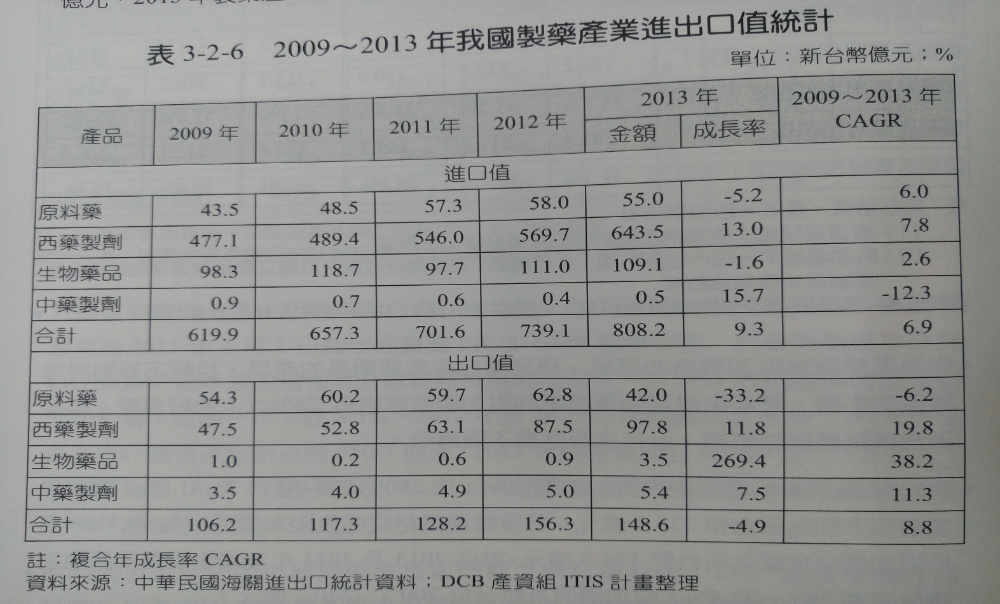 億元，2013 年製藥產
表 3-2-6 2009～2013 年我國製藥產業進出口值統計
單位：新台幣億元；%
產品 2009 年 2010 年 2011 年 2012 年 2013 年 金額 成長率 2009～2013 年 CAGR
進口值
原料藥 43.5 48.5 57.3 58.0 55.0 -5.2 6.0
西藥製劑 477.1 489.4 546.0 569.7 643.5 13.0 7.8
生物藥品 98.3 118.7 97.7 111.0 109.1 -1.6 2.6
中藥製劑 0.9 0.7 0.6 0.4 0.5 15.7 -12.3
合計 619.9 657.3 701.6 739.1 808.2 9.3 6.9
出口值
原料藥 54.3 60.2 59.7 62.8 42.0 -33.2 -6.2
西藥製劑 47.5 52.8 63.1 87.5 97.8 11.8 19.8
生物藥品 1.0 0.2 0.6 0.9 3.5 269.4 38.2
中藥製劑 3.5 4.0 4.9 5.0 5.4 7.5 11.3
合計 106.2 117.3 128.2 156.3 148.6 -4.9 8.8
註：複合年成長率 CAGR
資料來源：中華民國海關進出口統計資料；DCB 產資組 ITIS 計畫整理